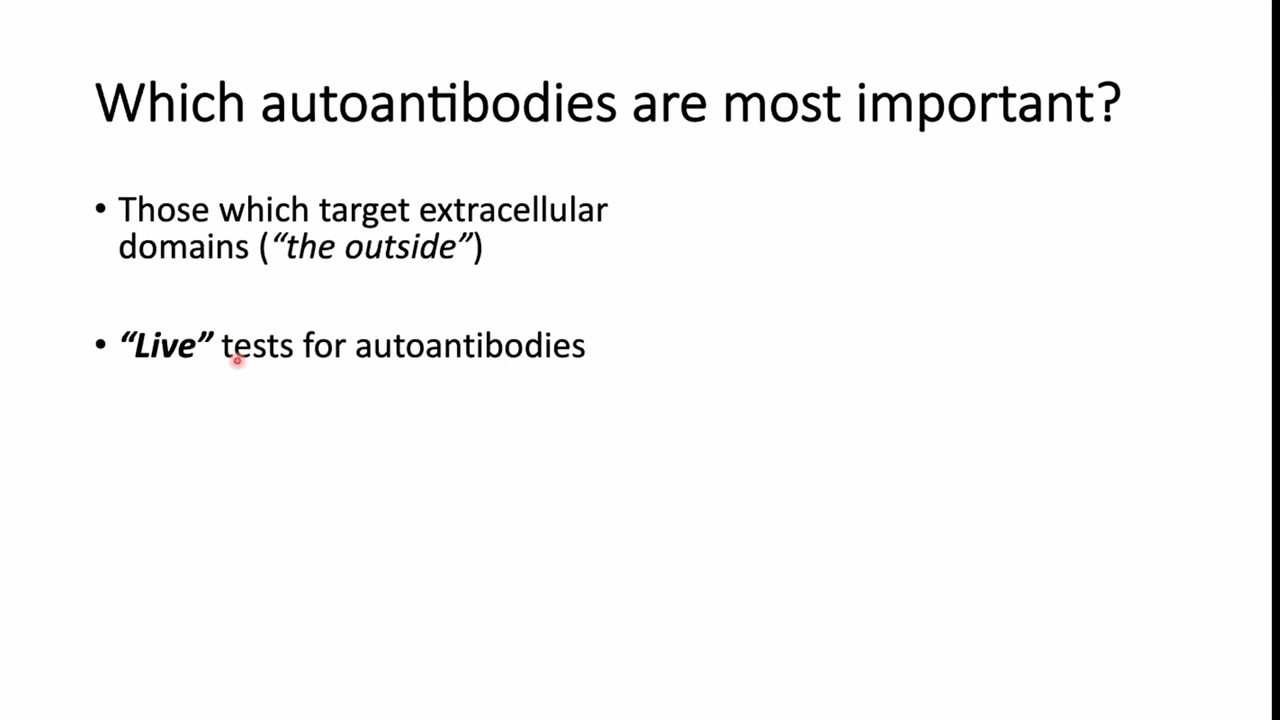 Which autoantibodies are most important?
• Those which target extracellular
domains (“the outside”)
• “Live” tests for autoantibodies